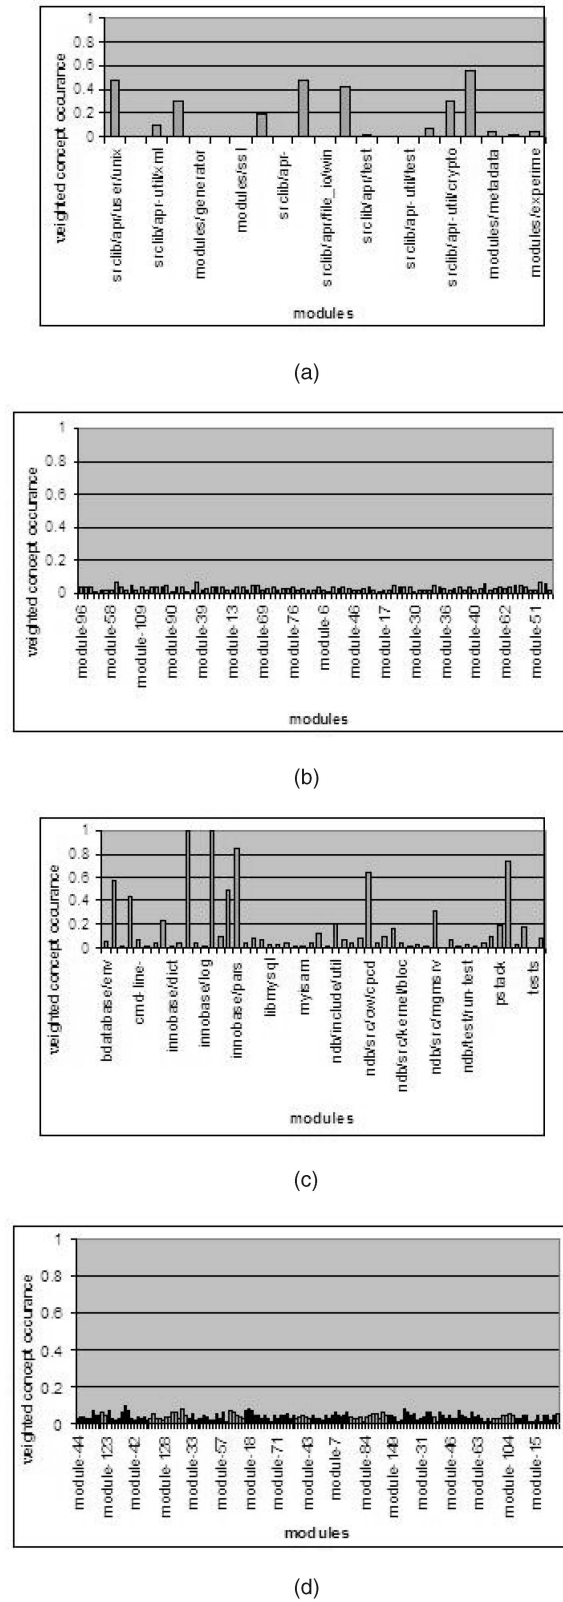 weighted concept occurance
1
0.8
0.6
0.4
0.2
0
srclib/apr/user/unix
srclib/apr-util/xml
modules/generator
modules/ssl
srclib/apr-
srclib/apr/file_io/win
srclib/apr/test
srclib/apr-util/test
srclib/apr-util/crypto
modules/metadata
modules/experime
modules
(a)
weighted concept occurance
1
0.8
0.6
0.4
0.2
0
module-96
module-58
module-109
module-90
module-39
module-13
module-69
module-76
module-6
module-46
module-17
module-30
module-36
module-40
module-62
module-51
modules
(b)
weighted concept occurance
1
0.8
0.6
0.4
0.2
0
bdatabase/env
cmd-line-
innobase/dict
innobase/log
innobase/pars
libmysql
myisam
ndb/include/util
ndb/src/cw/cpcd
ndb/src/kernel/bloc
ndb/src/mgmsrv
ndb/test/run-test
pstack
tests
modules
(c)
weighted concept occurance
1
0.8
0.6
0.4
0.2
0
module-44
module-123
module-42
module-128
module-33
module-57
module-18
module-71
module-43
module-7
module-84
module-149
module-31
module-46
module-63
module-104
module-15
modules
(d)